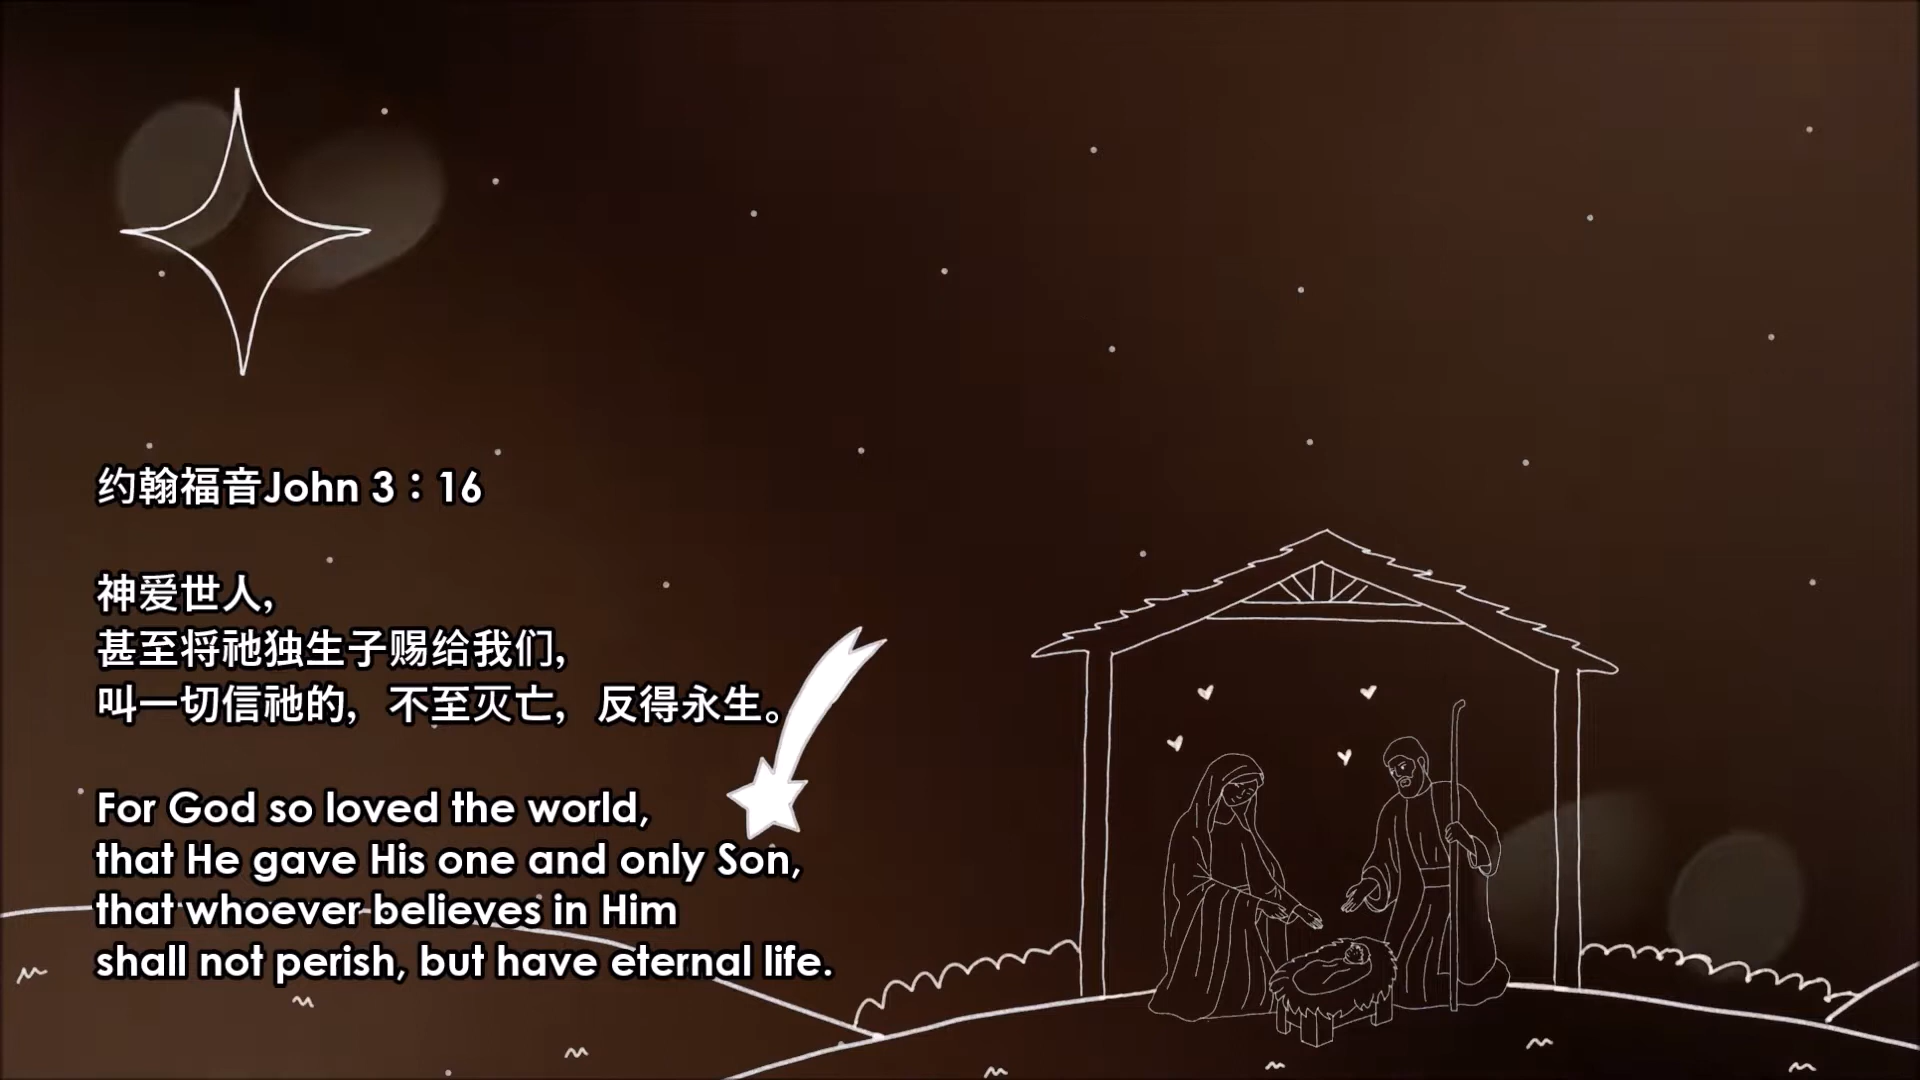 约翰福音John 3：16
神爱世人,
甚至将祂独生子赐给我们,
叫一切信祂的，不至灭亡，反得永生。
For God so loved the world,
that He gave His one and only Son,
that whoever believes in Him
shall not perish, but have eternal life.